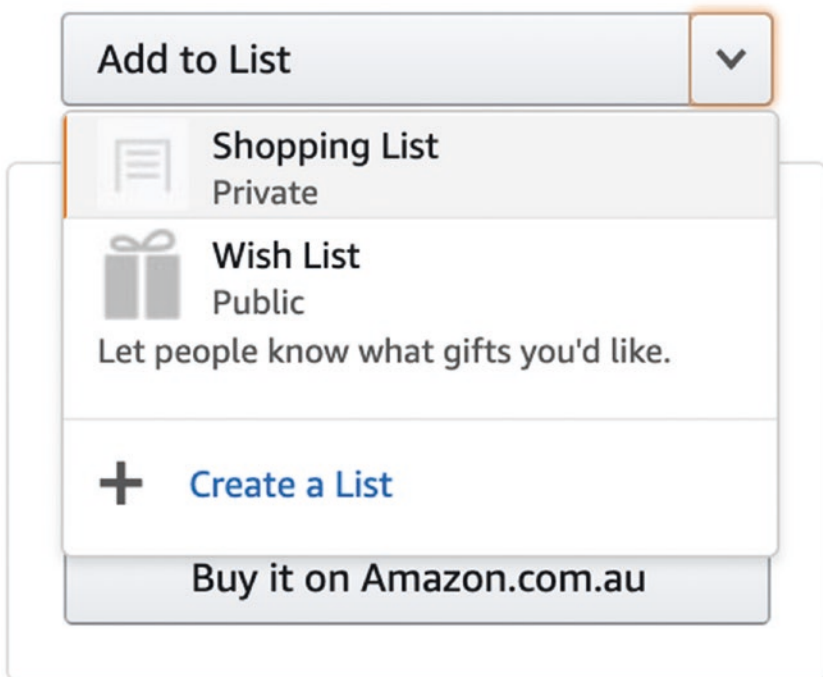 Add to List
Shopping List
Private
Wish List
Public
Let people know what gifts you'd like.
Create a List
Buy it on Amazon.com.au